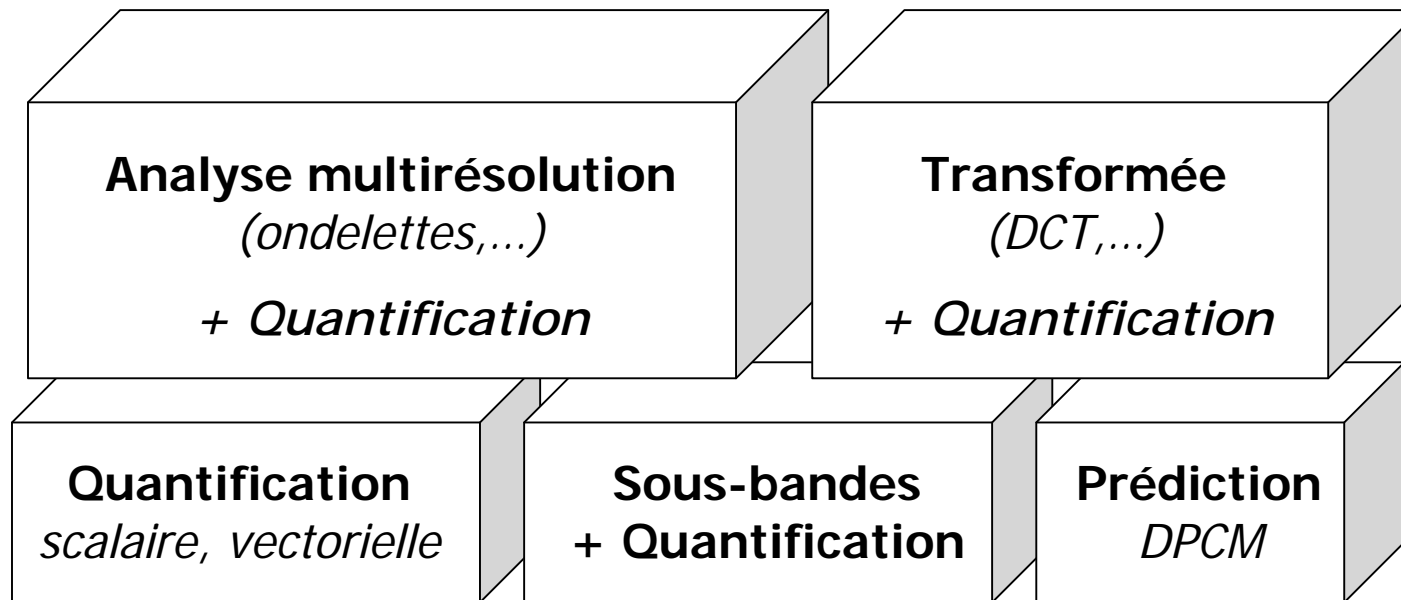 Analyse multirésolution
(ondelettes,...)
+ Quantification
Transformée
(DCT,...)
+ Quantification
Quantification
scalaire, vectorielle
Sous-bandes
+ Quantification
Prédiction
DPCM